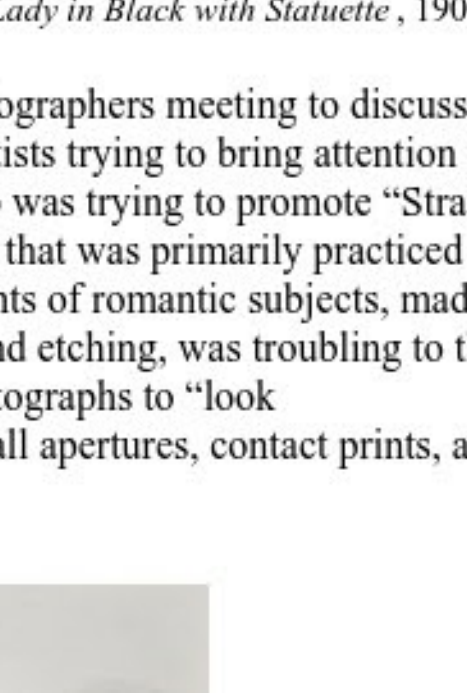 Lady in Black with Statuette , 190
ographers meeting to discuss
ists trying to bring attention
was trying to promote “Stra
that was primarily practiced
nts of romantic subjects, mad
nd etching, was troubling to t
tographs to “look
all apertures, contact prints, a